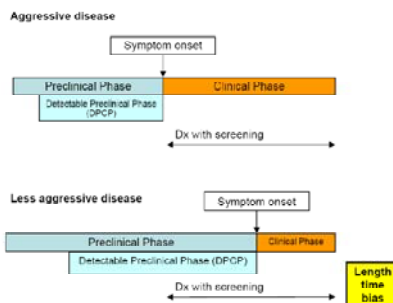 Aggressive disease
Symptom onset
Preclinical Phase
Clinical Phase
Detectable Preclinical Phase
(DPCP)
Dx with screening
Less aggressive disease
Symptom onset
Preclinical Phase
Clinical Phase
Detectable Preclinical Phase (DPCP)
Dx with screening
Length
time
bias